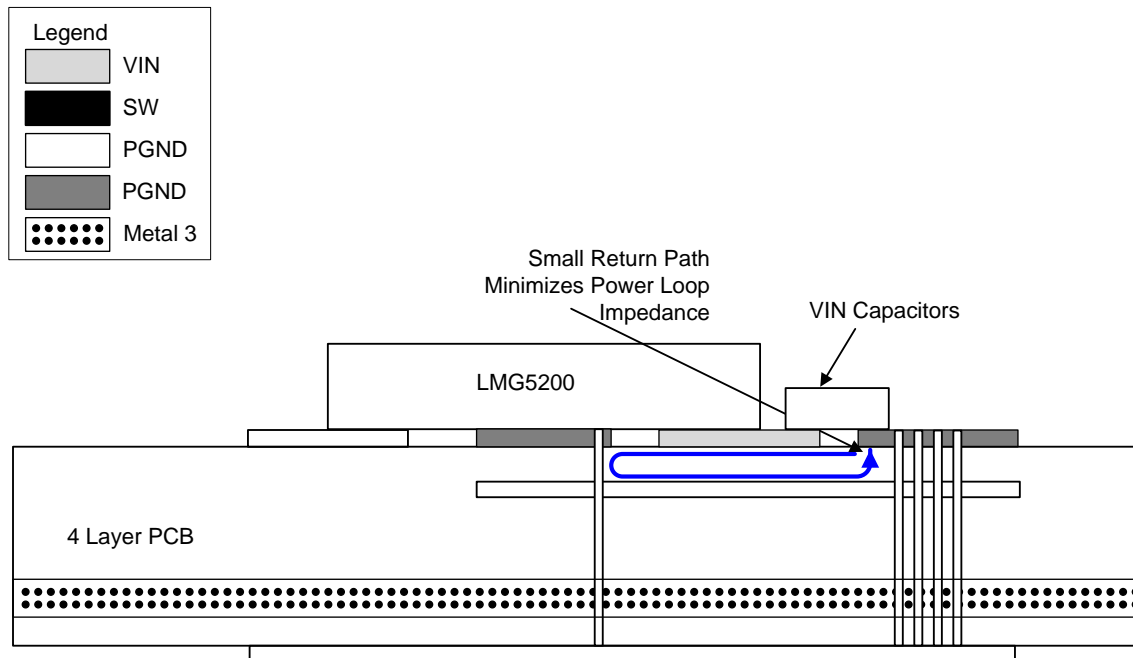 Legend
VIN
SW
PGND
PGND
Metal 3
Small Return Path
Minimizes Power Loop
Impedance
VIN Capacitors
LMG5200
4 Layer PCB